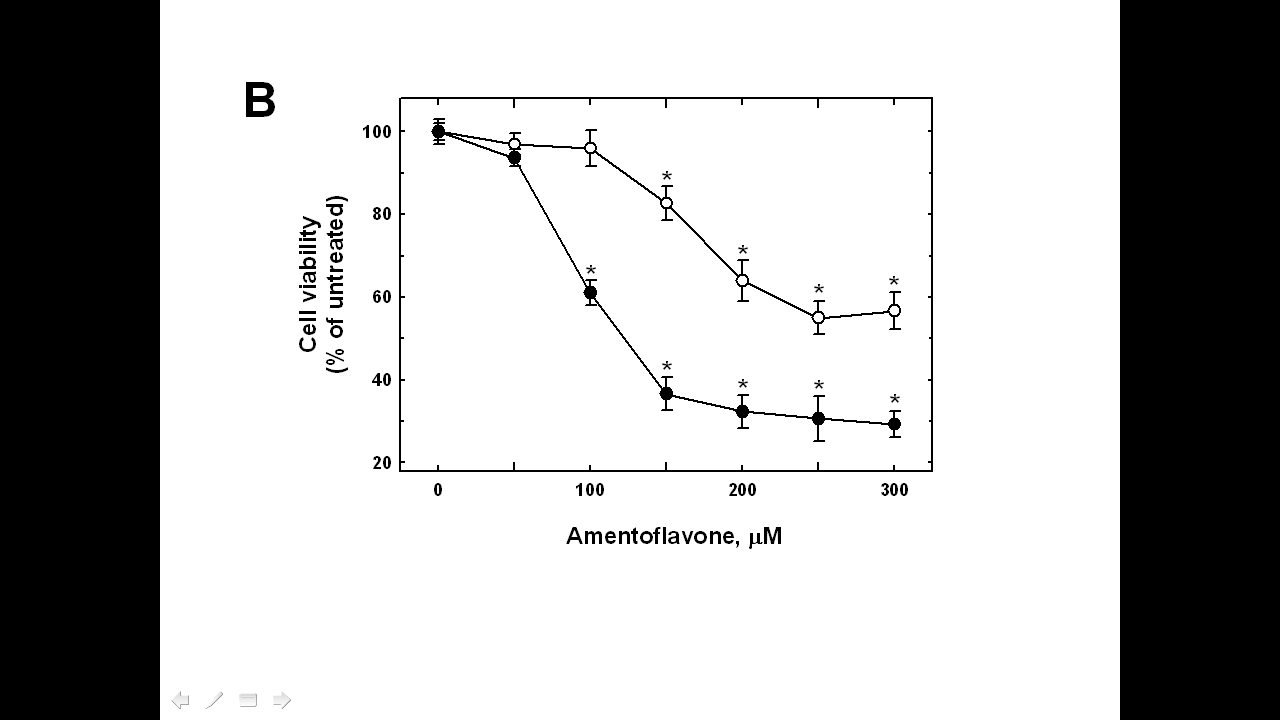 B
100
80
60
40
20
Cell viability
(% of untreated)
*
*
*
*
*
*
*
*
*
0 100 200 300
Amentoflavone, μM